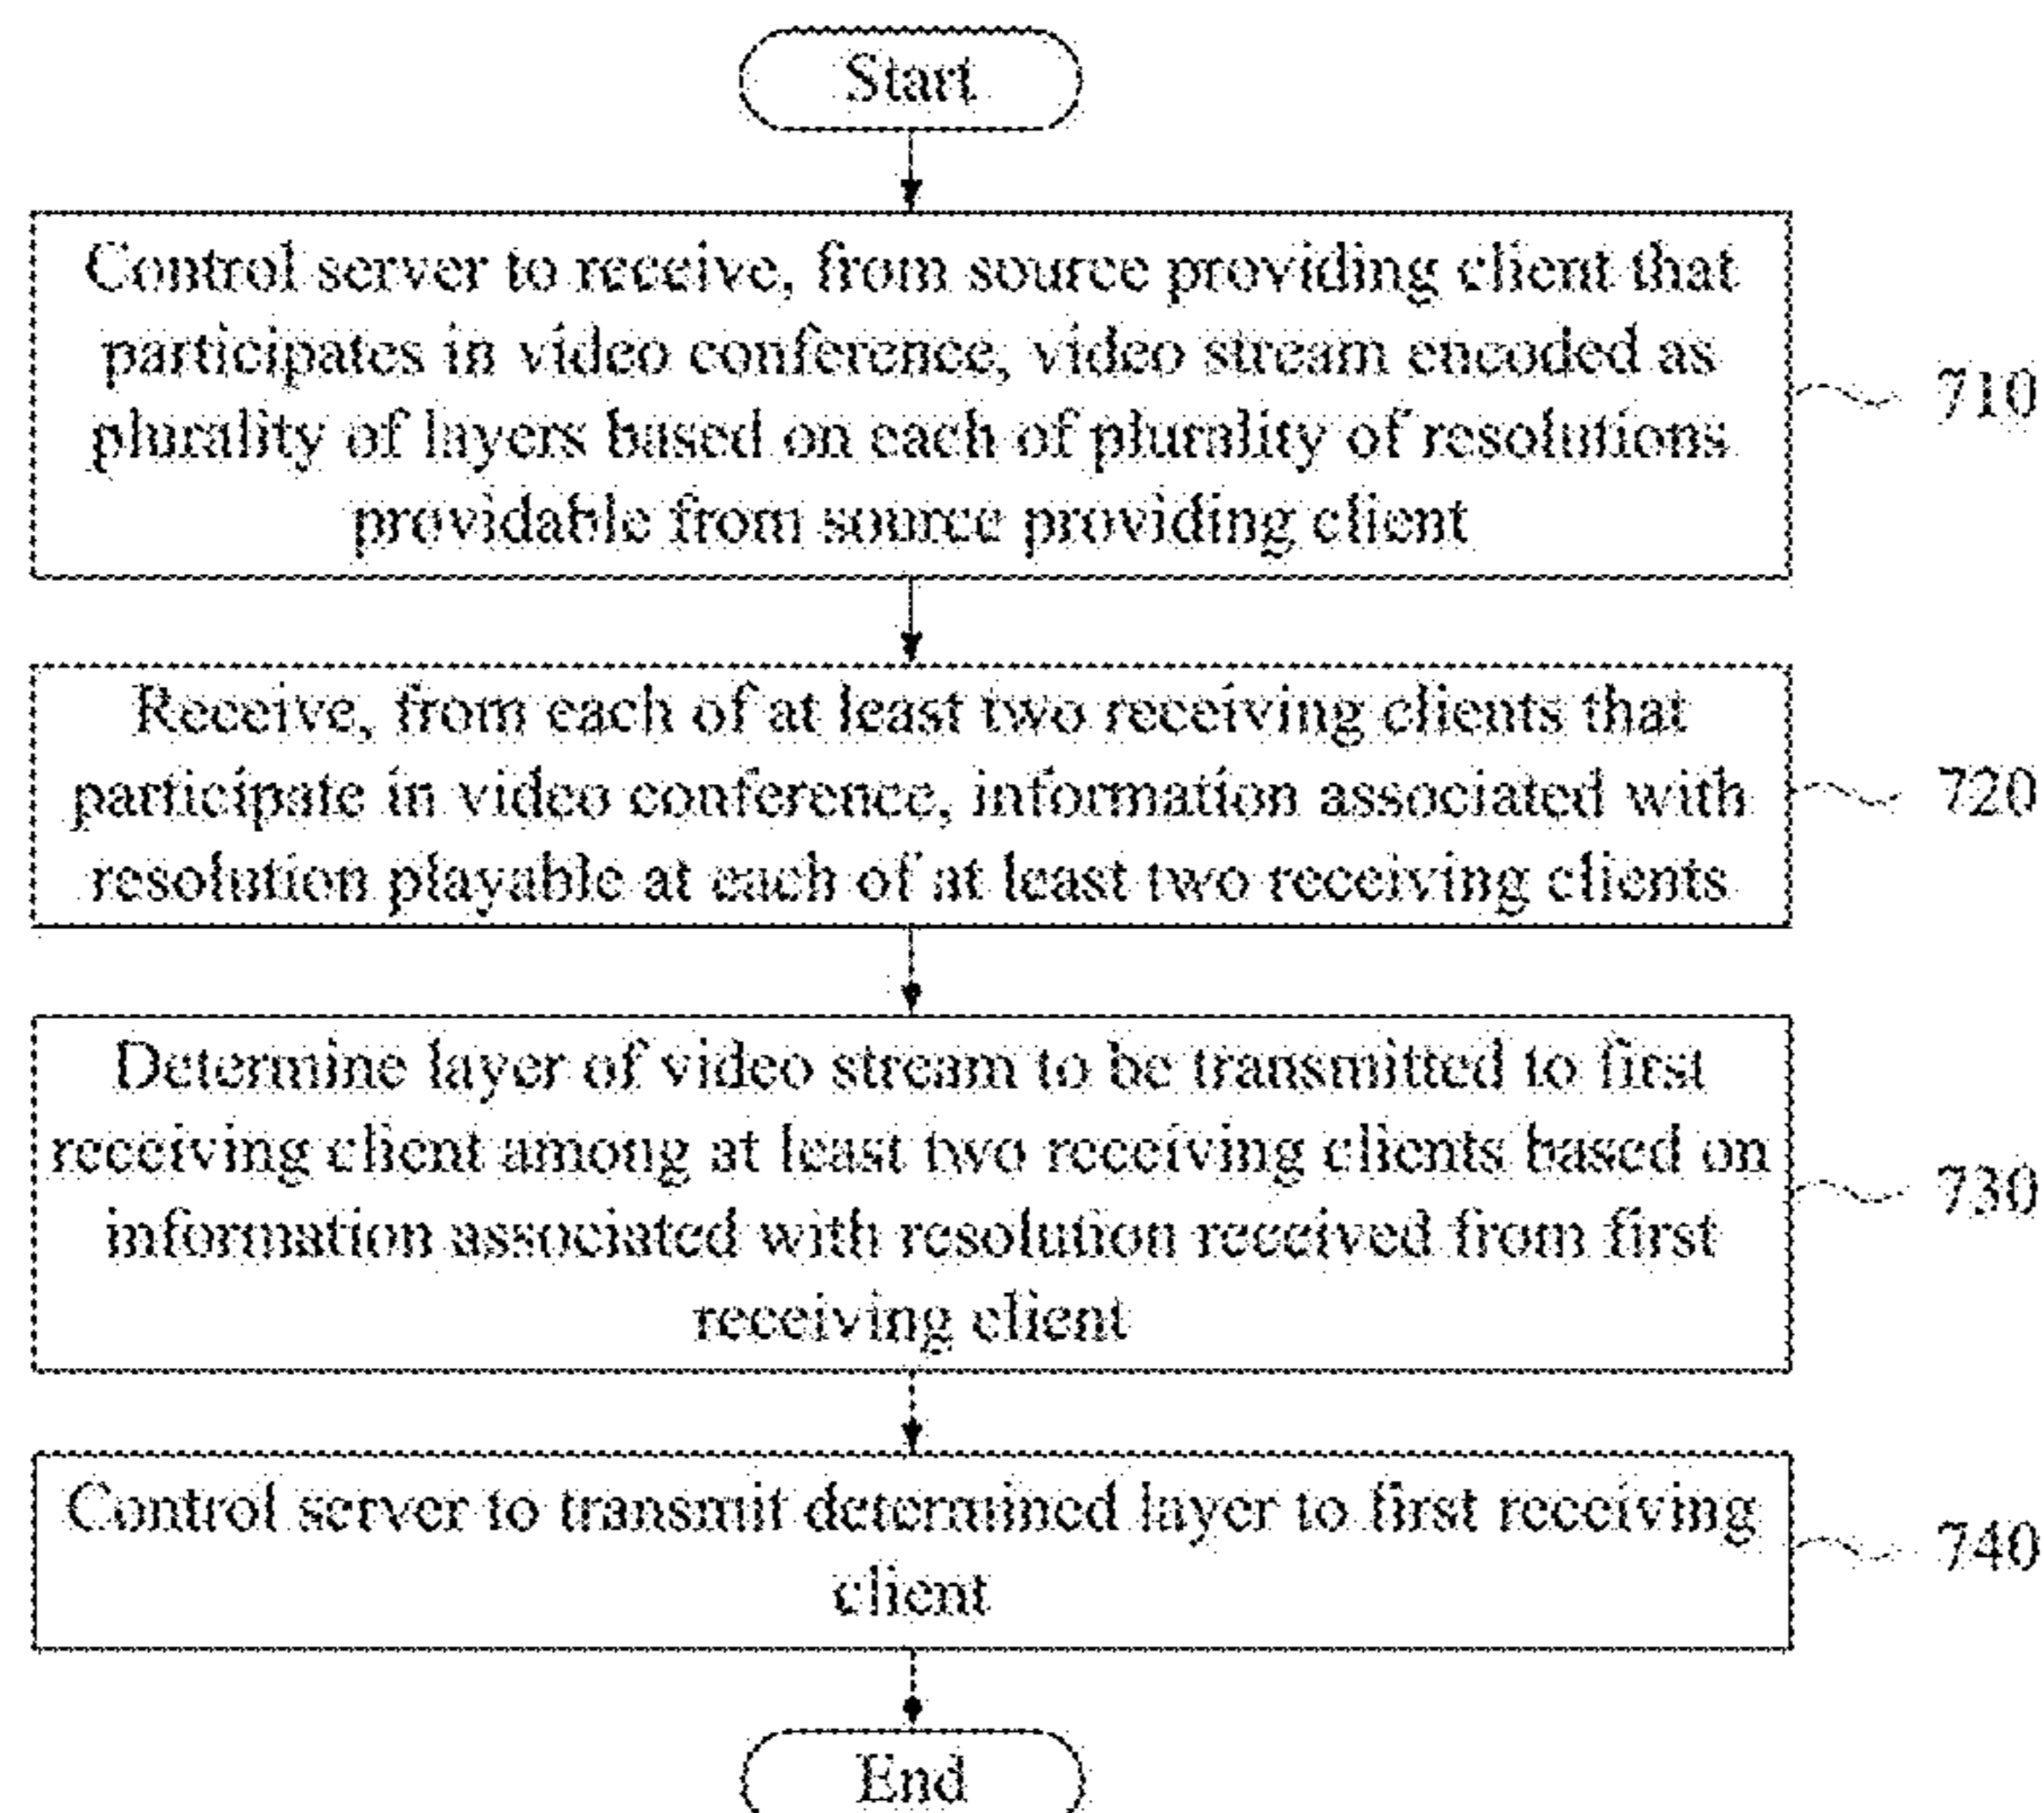 Start
Control server to receive, from source providing client that
participates in video conference, video stream encoded as
plurality of layers based on each of plurality of resolutions
providable from source providing client
710
Receive, from each of at least two receiving clients that
participate in video conference, information associated with
resolution playable at each of at least two receiving clients
720
Determine layer of video stream to be transmitted to first
receiving client among at least two receiving clients based on
information associated with resolution received from first
receiving client
730
Control server to transmit determined layer to first receiving
client
740
End